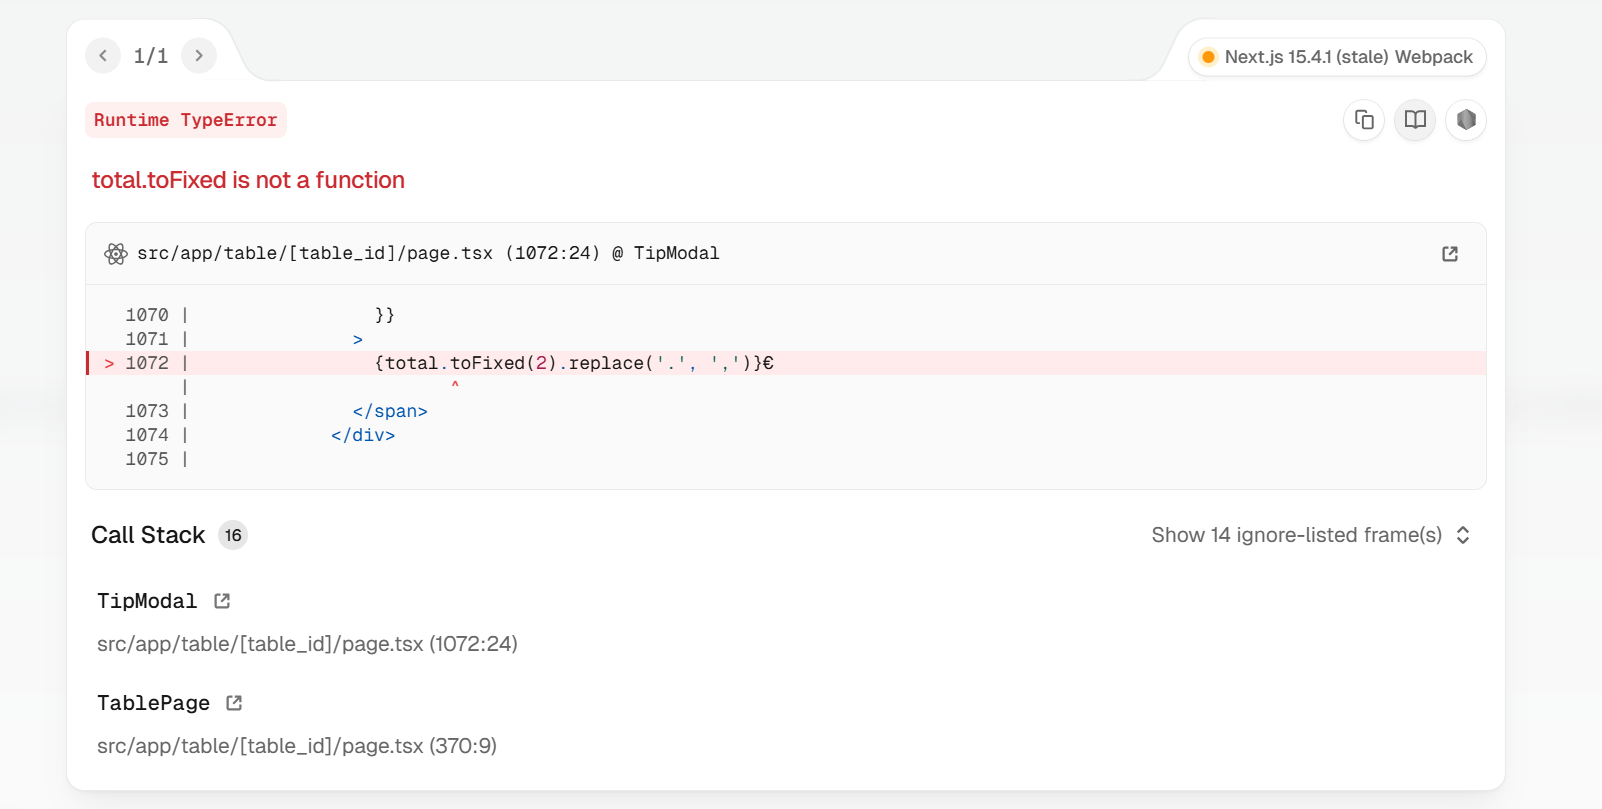 1/1
Next.js 15.4.1 (stale) Webpack
Runtime TypeError
total.toFixed is not a function
src/app/table/[table_id]/page.tsx (1072:24) @ TipModal
1070 |                  }}
1071 |                >
> 1072 |                  {total.toFixed(2).replace('.', ',')}€
|                         ^
1073 |                </span>
1074 |              </div>
1075 |
Call Stack 16
Show 14 ignore-listed frame(s)
TipModal
src/app/table/[table_id]/page.tsx (1072:24)
TablePage
src/app/table/[table_id]/page.tsx (370:9)